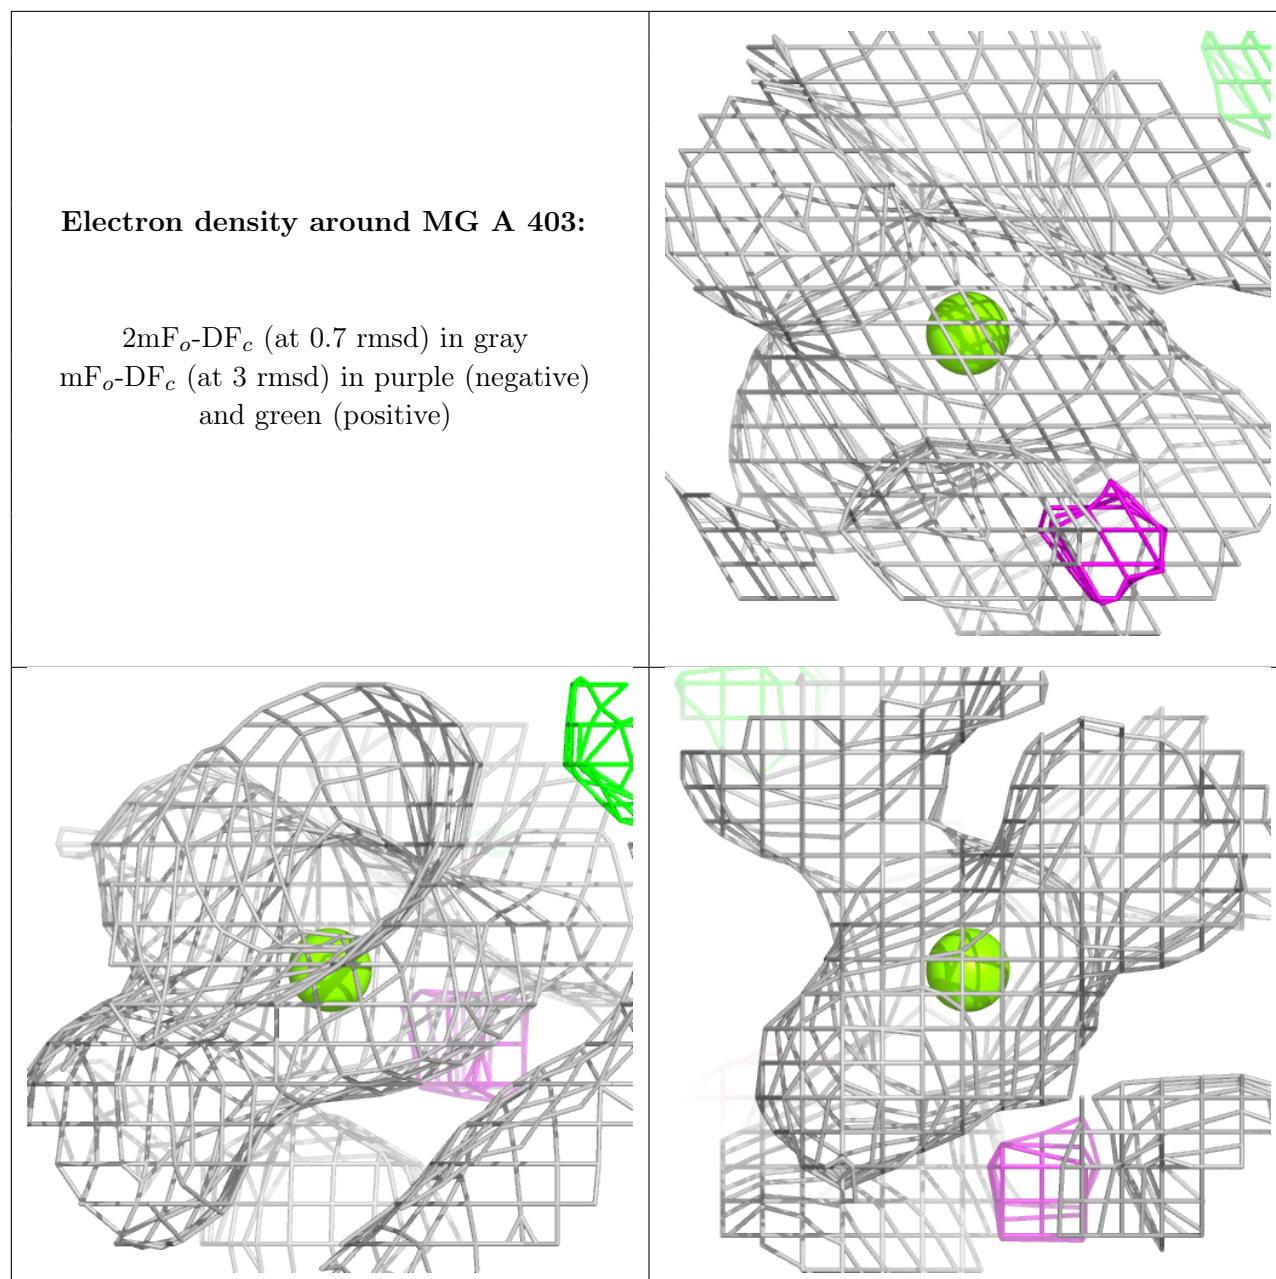 Electron density around MG A 403:
2mFo-DFc (at 0.7 rmsd) in gray
mFo-DFc (at 3 rmsd) in purple (negative)
and green (positive)